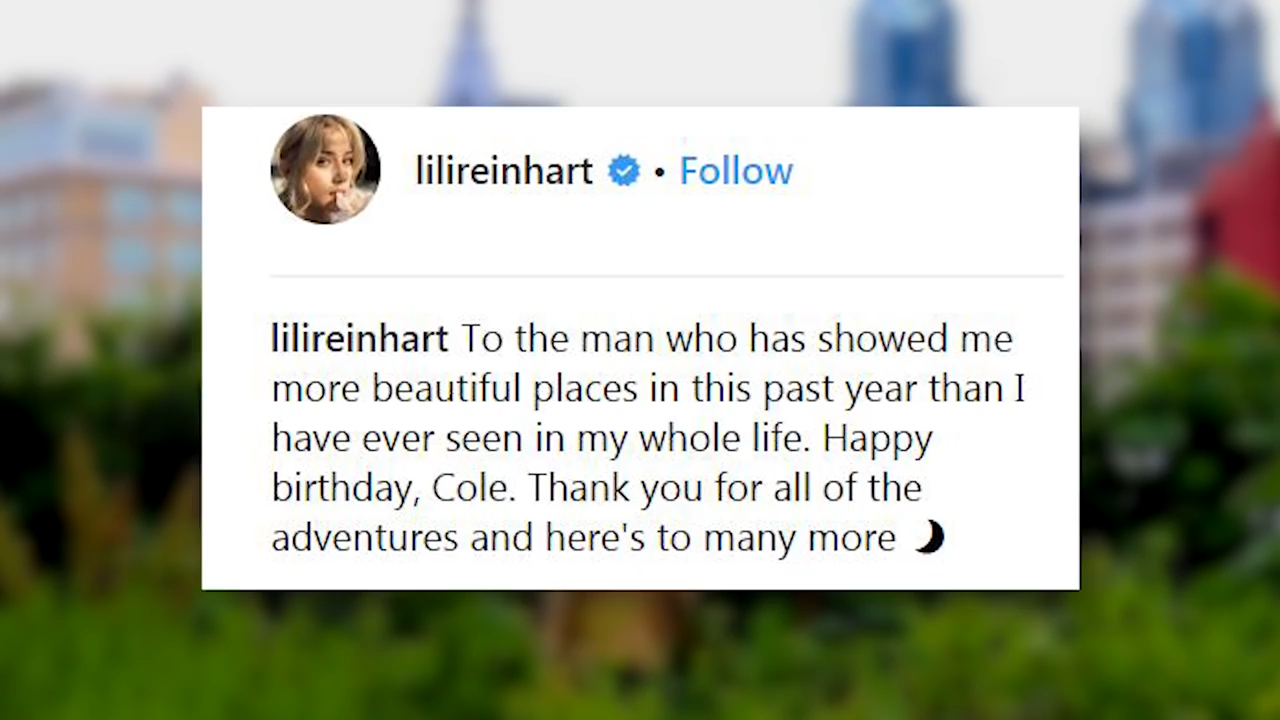 lilireinhart • Follow
lilireinhart To the man who has showed me
more beautiful places in this past year than I
have ever seen in my whole life. Happy
birthday, Cole. Thank you for all of the
adventures and here's to many more 🌙